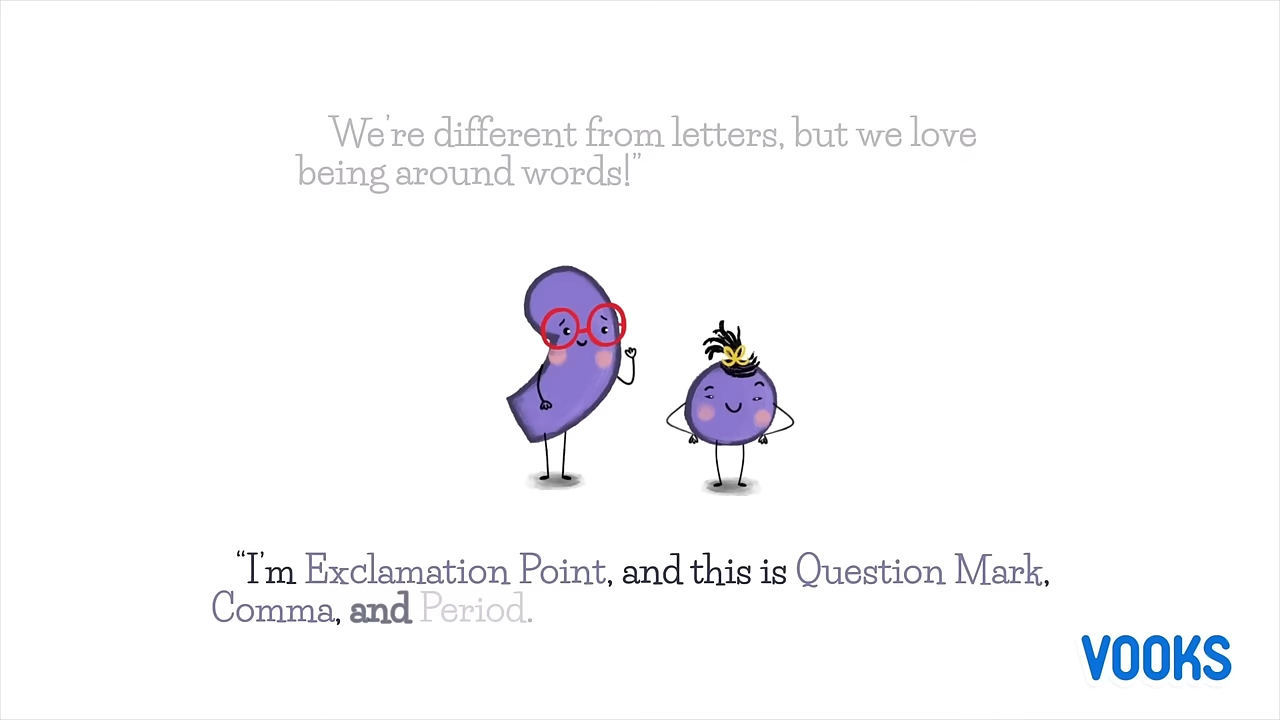 We're different from letters, but we love
being around words!”
“I'm Exclamation Point, and this is Question Mark,
Comma, and Period.
VOOKS